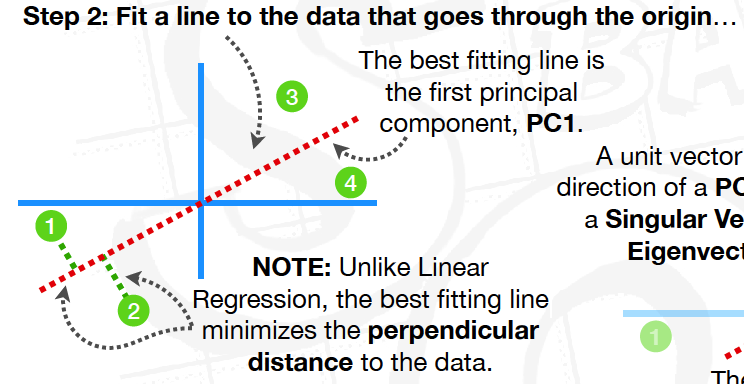 Step 2: Fit a line to the data that goes through the origin…
The best fitting line is
the first principal
component, PC1.
3
4
A unit vector
direction of a PC
a Singular Ve
Eigenvect
1
2
NOTE: Unlike Linear
Regression, the best fitting line
minimizes the perpendicular
distance to the data.
1
The